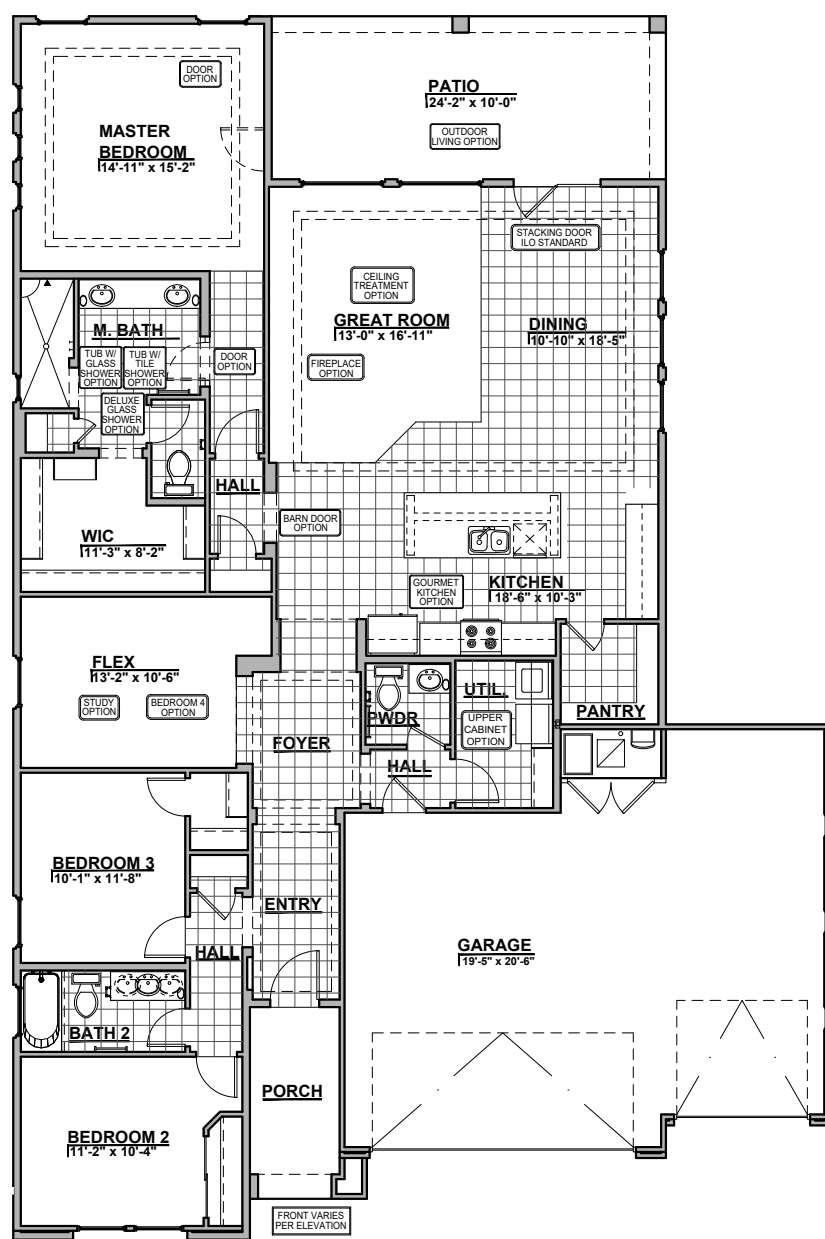 DOOR
OPTION
MASTER
BEDROOM
14'-11" x 15'-2"
PATIO
24'-2" x 10'-0"
OUTDOOR
LIVING OPTION
STACKING DOOR
ILO STANDARD
CEILING
TREATMENT
OPTION
GREAT ROOM
13'-0" x 16'-11"
DINING
10'-10" x 18'-5"
FIREPLACE
OPTION
M. BATH
TUB W/
GLASS
SHOWER
OPTION
TUB W/
TILE
SHOWER
OPTION
DOOR
OPTION
DELUXE
GLASS
SHOWER
OPTION
HALL
WIC
11'-3" x 8'-2"
BARN DOOR
OPTION
KITCHEN
18'-6" x 10'-3"
GOURMET
KITCHEN
OPTION
FLEX
13'-2" x 10'-6"
STUDY
OPTION
BEDROOM 4
OPTION
FOYER
PWDR
UTIL.
UPPER
CABINET
OPTION
PANTRY
HALL
BEDROOM 3
10'-1" x 11'-8"
ENTRY
HALL
GARAGE
19'-5" x 20'-6"
BATH 2
PORCH
BEDROOM 2
11'-2" x 10'-4"
FRONT VARIES
PER ELEVATION